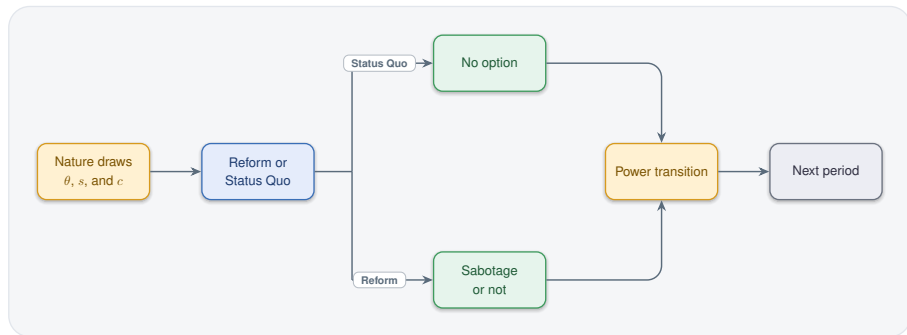 Nature draws
θ, s, and c
Reform or
Status Quo
Status Quo
No option
Reform
Sabotage
or not
Power transition
Next period